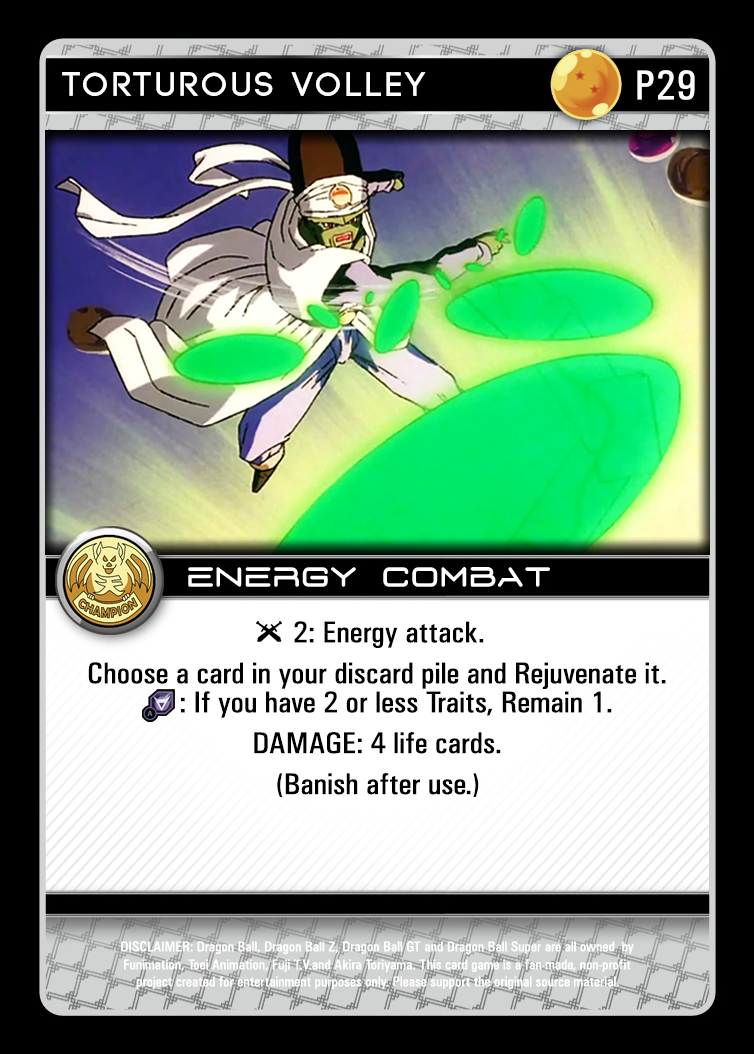 TORTUROUS VOLLEY P29
ENERGY COMBAT
CHAMPION
2: Energy attack.
Choose a card in your discard pile and Rejuvenate it.
A : If you have 2 or less Traits, Remain 1.
DAMAGE: 4 life cards.
(Banish after use.)
DISCLAIMER: Dragon Ball, Dragon Ball Z, Dragon Ball GT and Dragon Ball Super are all owned by
Funimation, Toei Animation, Fuji T.V.and Akira Toriyama. This card game is a fan-made, non-profit
project created for entertainment purposes only. Please support the original source material.